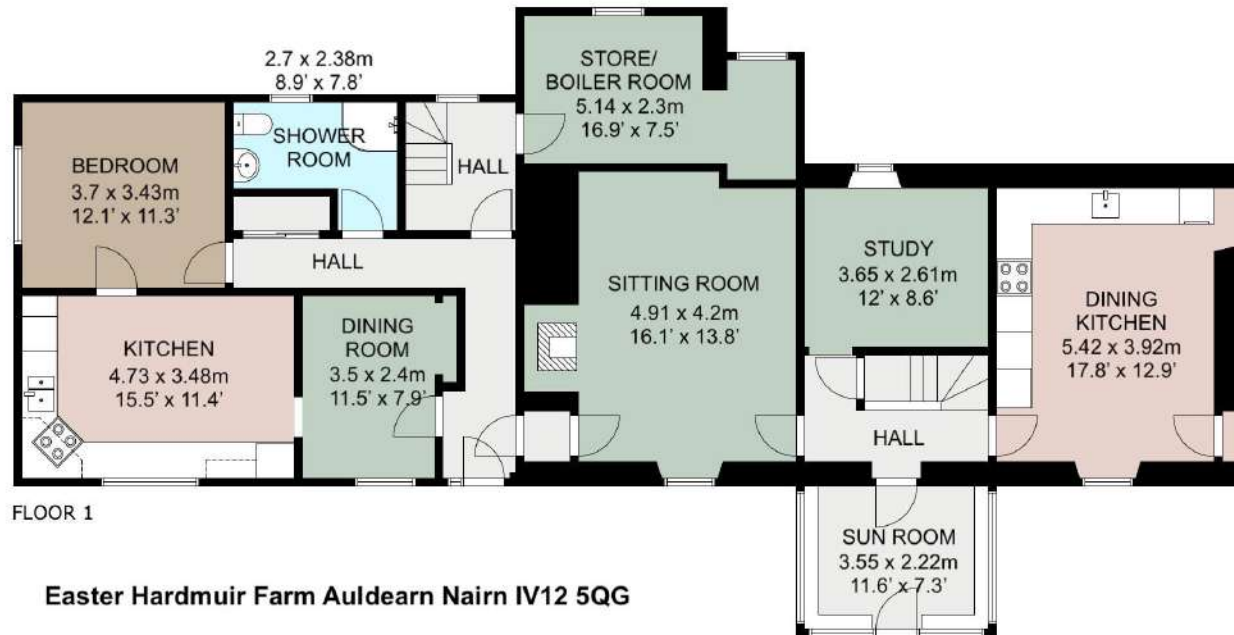 2.7 x 2.38m
8.9' x 7.8'
STORE/
BOILER ROOM
5.14 x 2.3m
16.9' x 7.5'
SHOWER
ROOM
BEDROOM
3.7 x 3.43m
12.1' x 11.3'
HALL
HALL
STUDY
3.65 x 2.61m
12' x 8.6'
SITTING ROOM
4.91 x 4.2m
16.1' x 13.8'
DINING
KITCHEN
5.42 x 3.92m
17.8' x 12.9'
KITCHEN
4.73 x 3.48m
15.5' x 11.4'
DINING
ROOM
3.5 x 2.4m
11.5' x 7.9'
HALL
FLOOR 1
SUN ROOM
3.55 x 2.22m
11.6' x 7.3'
Easter Hardmuir Farm Auldearn Nairn IV12 5QG